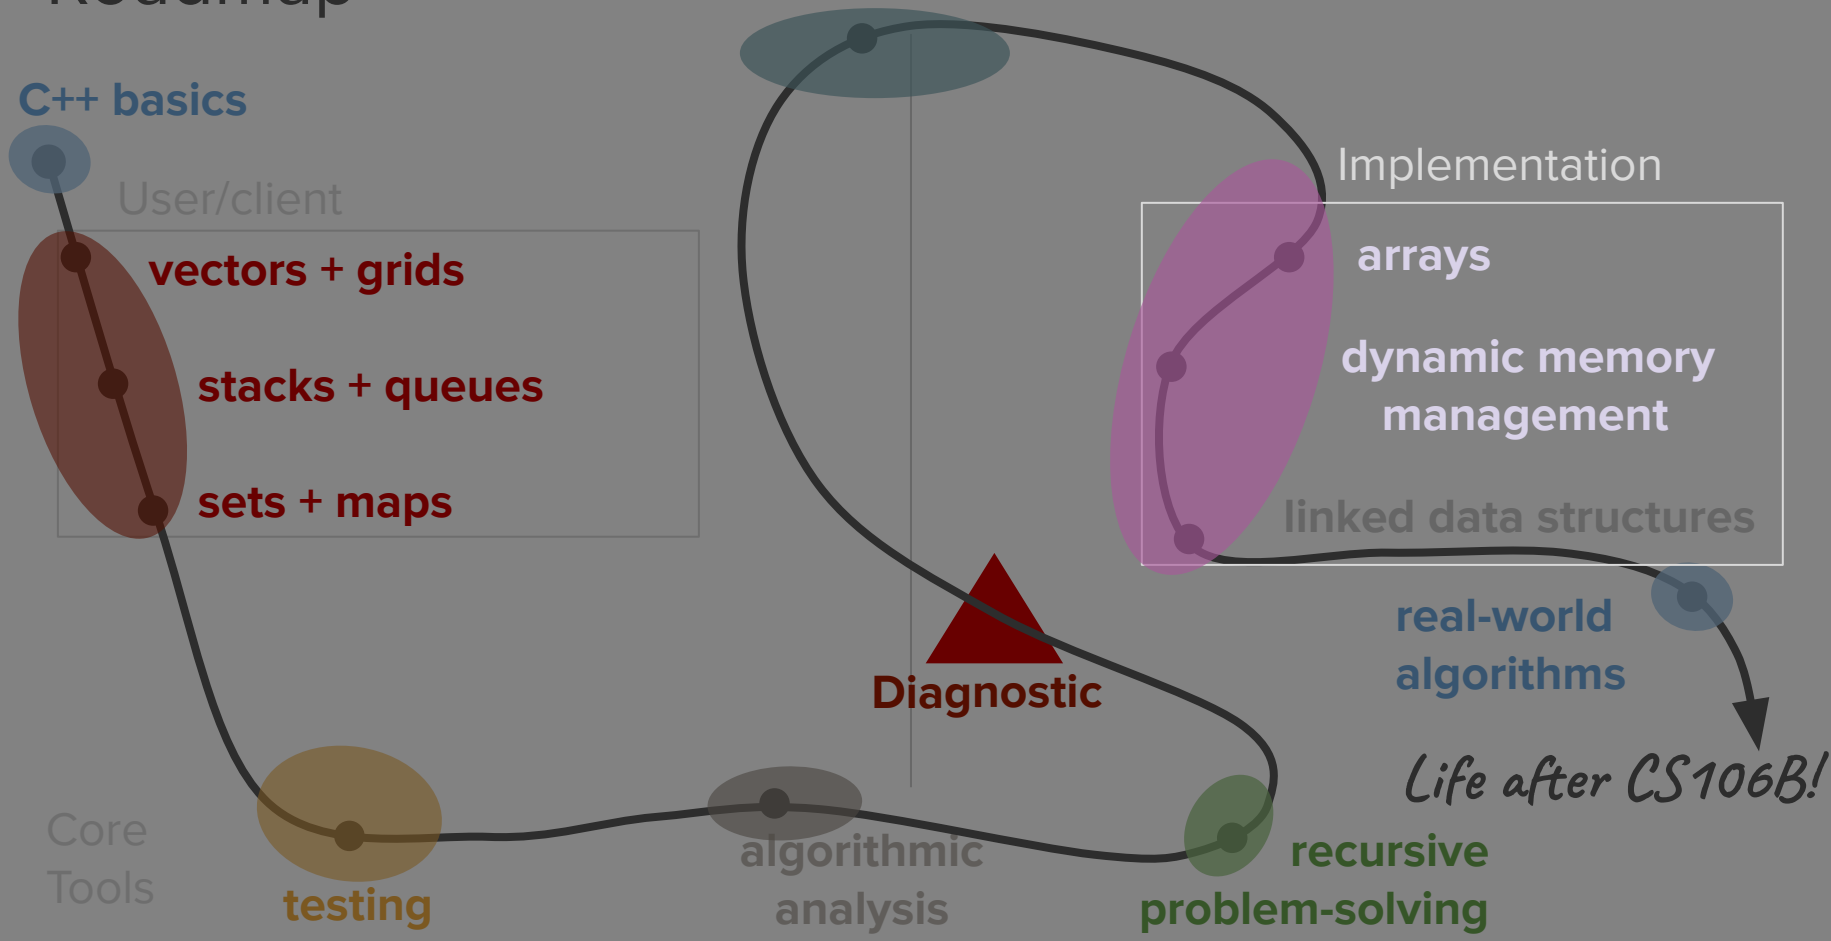 Roadmap
C++ basics
User/client
vectors + grids
stacks + queues
sets + maps
Core
Tools
testing
algorithmic
analysis
Diagnostic
recursive
problem-solving
Implementation
arrays
dynamic memory
management
linked data structures
real-world
algorithms
Life after CS106B!